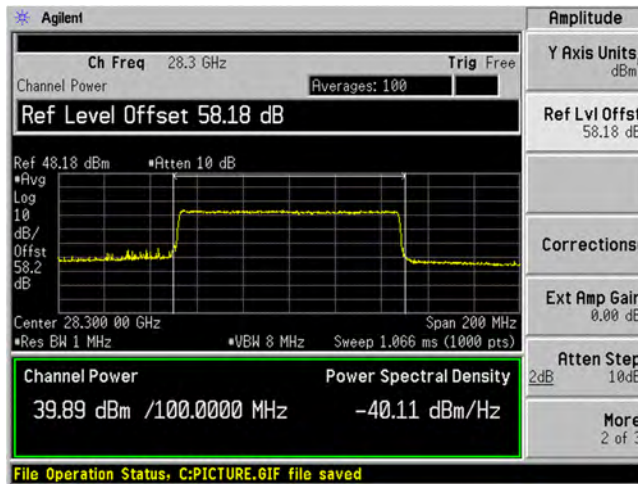 Agilent
Ch Freq 28.3 GHz Trig Free
Channel Power Averages: 100
Ref Level Offset 58.18 dB
Ref 48.18 dBm #Atten 10 dB
#Avg
Log
10
dB/
Offst
58.2
dB
Center 28.300 00 GHz Span 200 MHz
#Res BW 1 MHz #VBW 8 MHz Sweep 1.066 ms (1000 pts)
Channel Power Power Spectral Density
39.89 dBm /100.0000 MHz -40.11 dBm/Hz
File Operation Status, C:PICTURE.GIF file saved
Amplitude
Y Axis Units
dBm
Ref Lvl Offst
58.18 dB
Corrections
Ext Amp Gain
0.00 dB
Atten Step
2dB 10dB
More
2 of 3